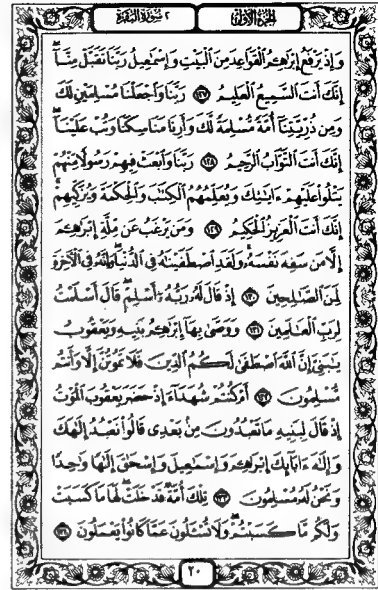 الجزء الأول
٢ سورة البقرة
وَإِذْ يَرْفَعُ إِبْرَٰهِـۧمُ ٱلْقَوَاعِدَ مِنَ ٱلْبَيْتِ وَإِسْمَٰعِيلُ رَبَّنَا تَقَبَّلْ مِنَّآ ۖ
إِنَّكَ أَنتَ ٱلسَّمِيعُ ٱلْعَلِيمُ ١٢٧ رَبَّنَا وَٱجْعَلْنَا مُسْلِمَيْنِ لَكَ
وَمِن ذُرِّيَّتِنَآ أُمَّةً مُّسْلِمَةً لَّكَ وَأَرِنَا مَنَاسِكَنَا وَتُبْ عَلَيْنَآ ۖ
إِنَّكَ أَنتَ ٱلتَّوَّابُ ٱلرَّحِيمُ ١٢٨ رَبَّنَا وَٱبْعَثْ فِيهِمْ رَسُولًا مِّنْهُمْ
يَتْلُوا۟ عَلَيْهِمْ ءَايَٰتِكَ وَيُعَلِّمُهُمُ ٱلْكِتَٰبَ وَٱلْحِكْمَةَ وَيُزَكِّيهِمْ ۚ
إِنَّكَ أَنتَ ٱلْعَزِيزُ ٱلْحَكِيمُ ١٢٩ وَمَن يَرْغَبُ عَن مِّلَّةِ إِبْرَٰهِـۧمَ
إِلَّا مَن سَفِهَ نَفْسَهُۥ ۚ وَلَقَدِ ٱصْطَفَيْنَٰهُ فِى ٱلدُّنْيَا ۖ وَإِنَّهُۥ فِى ٱلْـَٔاخِرَةِ
لَمِنَ ٱلصَّٰلِحِينَ ١٣٠ إِذْ قَالَ لَهُۥ رَبُّهُۥٓ أَسْلِمْ ۖ قَالَ أَسْلَمْتُ
لِرَبِّ ٱلْعَٰلَمِينَ ١٣١ وَوَصَّىٰ بِهَآ إِبْرَٰهِـۧمُ بَنِيهِ وَيَعْقُوبُ
يَٰبَنِىَّ إِنَّ ٱللَّهَ ٱصْطَفَىٰ لَكُمُ ٱلدِّينَ فَلَا تَمُوتُنَّ إِلَّا وَأَنتُم
مُّسْلِمُونَ ١٣٢ أَمْ كُنتُمْ شُهَدَآءَ إِذْ حَضَرَ يَعْقُوبَ ٱلْمَوْتُ
إِذْ قَالَ لِبَنِيهِ مَا تَعْبُدُونَ مِنۢ بَعْدِى قَالُوا۟ نَعْبُدُ إِلَٰهَكَ
وَإِلَٰهَ ءَابَآئِكَ إِبْرَٰهِـۧمَ وَإِسْمَٰعِيلَ وَإِسْحَٰقَ إِلَٰهًا وَٰحِدًا
وَنَحْنُ لَهُۥ مُسْلِمُونَ ١٣٣ تِلْكَ أُمَّةٌ قَدْ خَلَتْ ۖ لَهَا مَا كَسَبَتْ
وَلَكُم مَّا كَسَبْتُمْ ۖ وَلَا تُسْـَٔلُونَ عَمَّا كَانُوا۟ يَعْمَلُونَ ١٣٤
٢٠